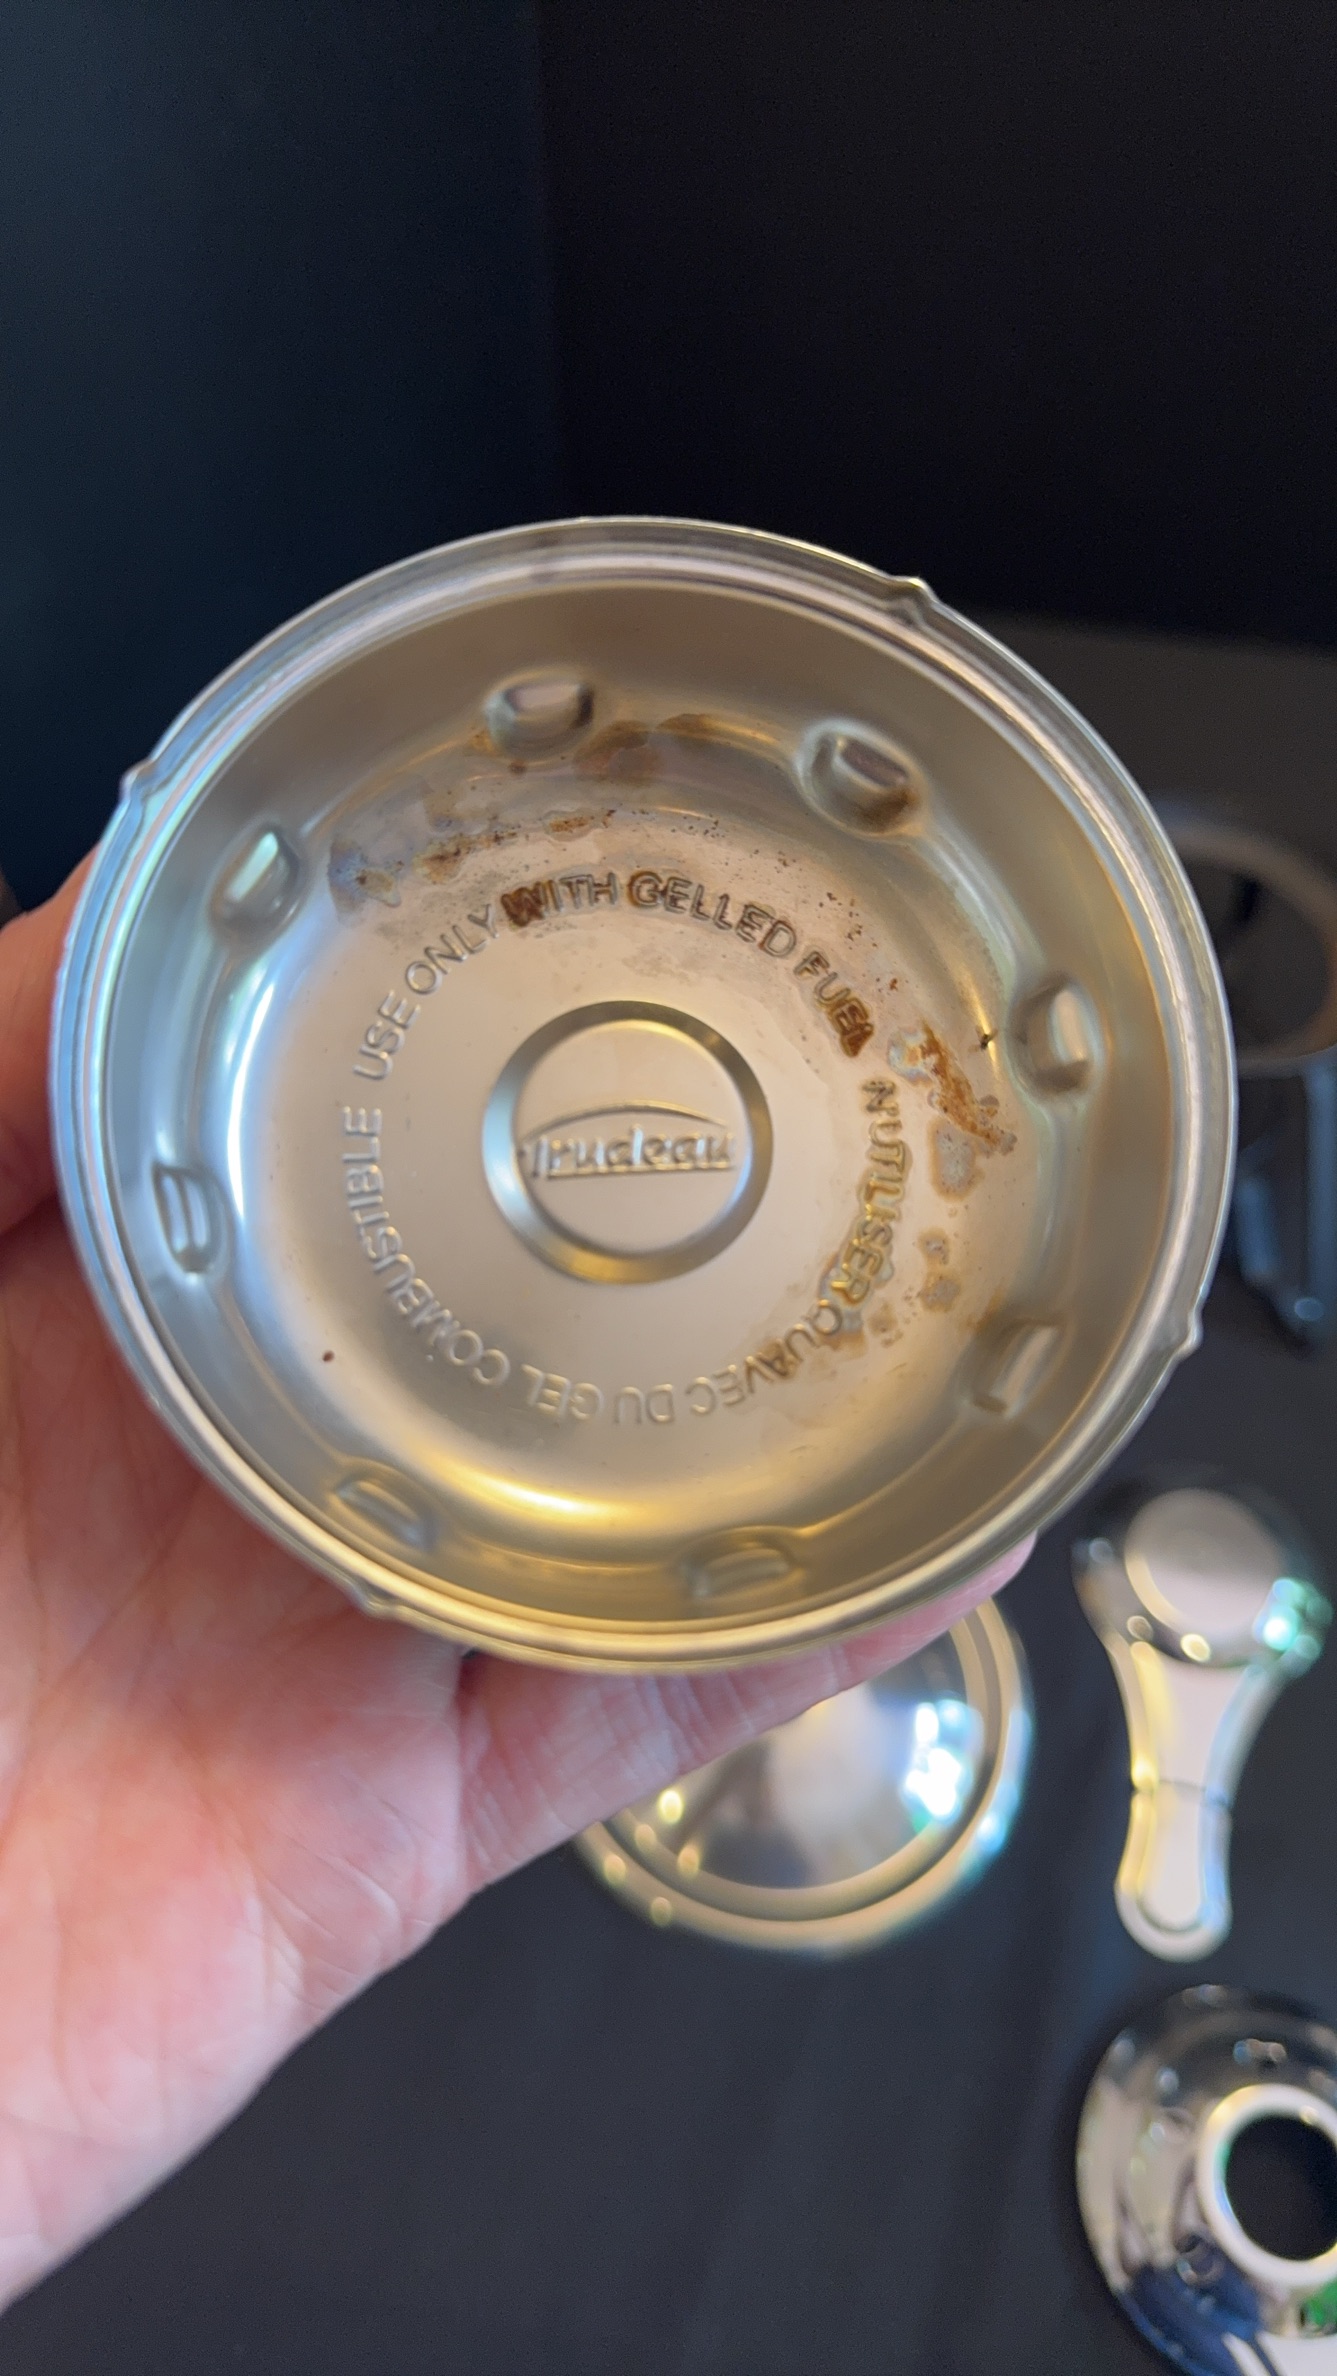 USE ONLY WITH GELLED FUEL
N'UTILISER QU'AVEC DU GEL COMBUSTIBLE
Trudeau